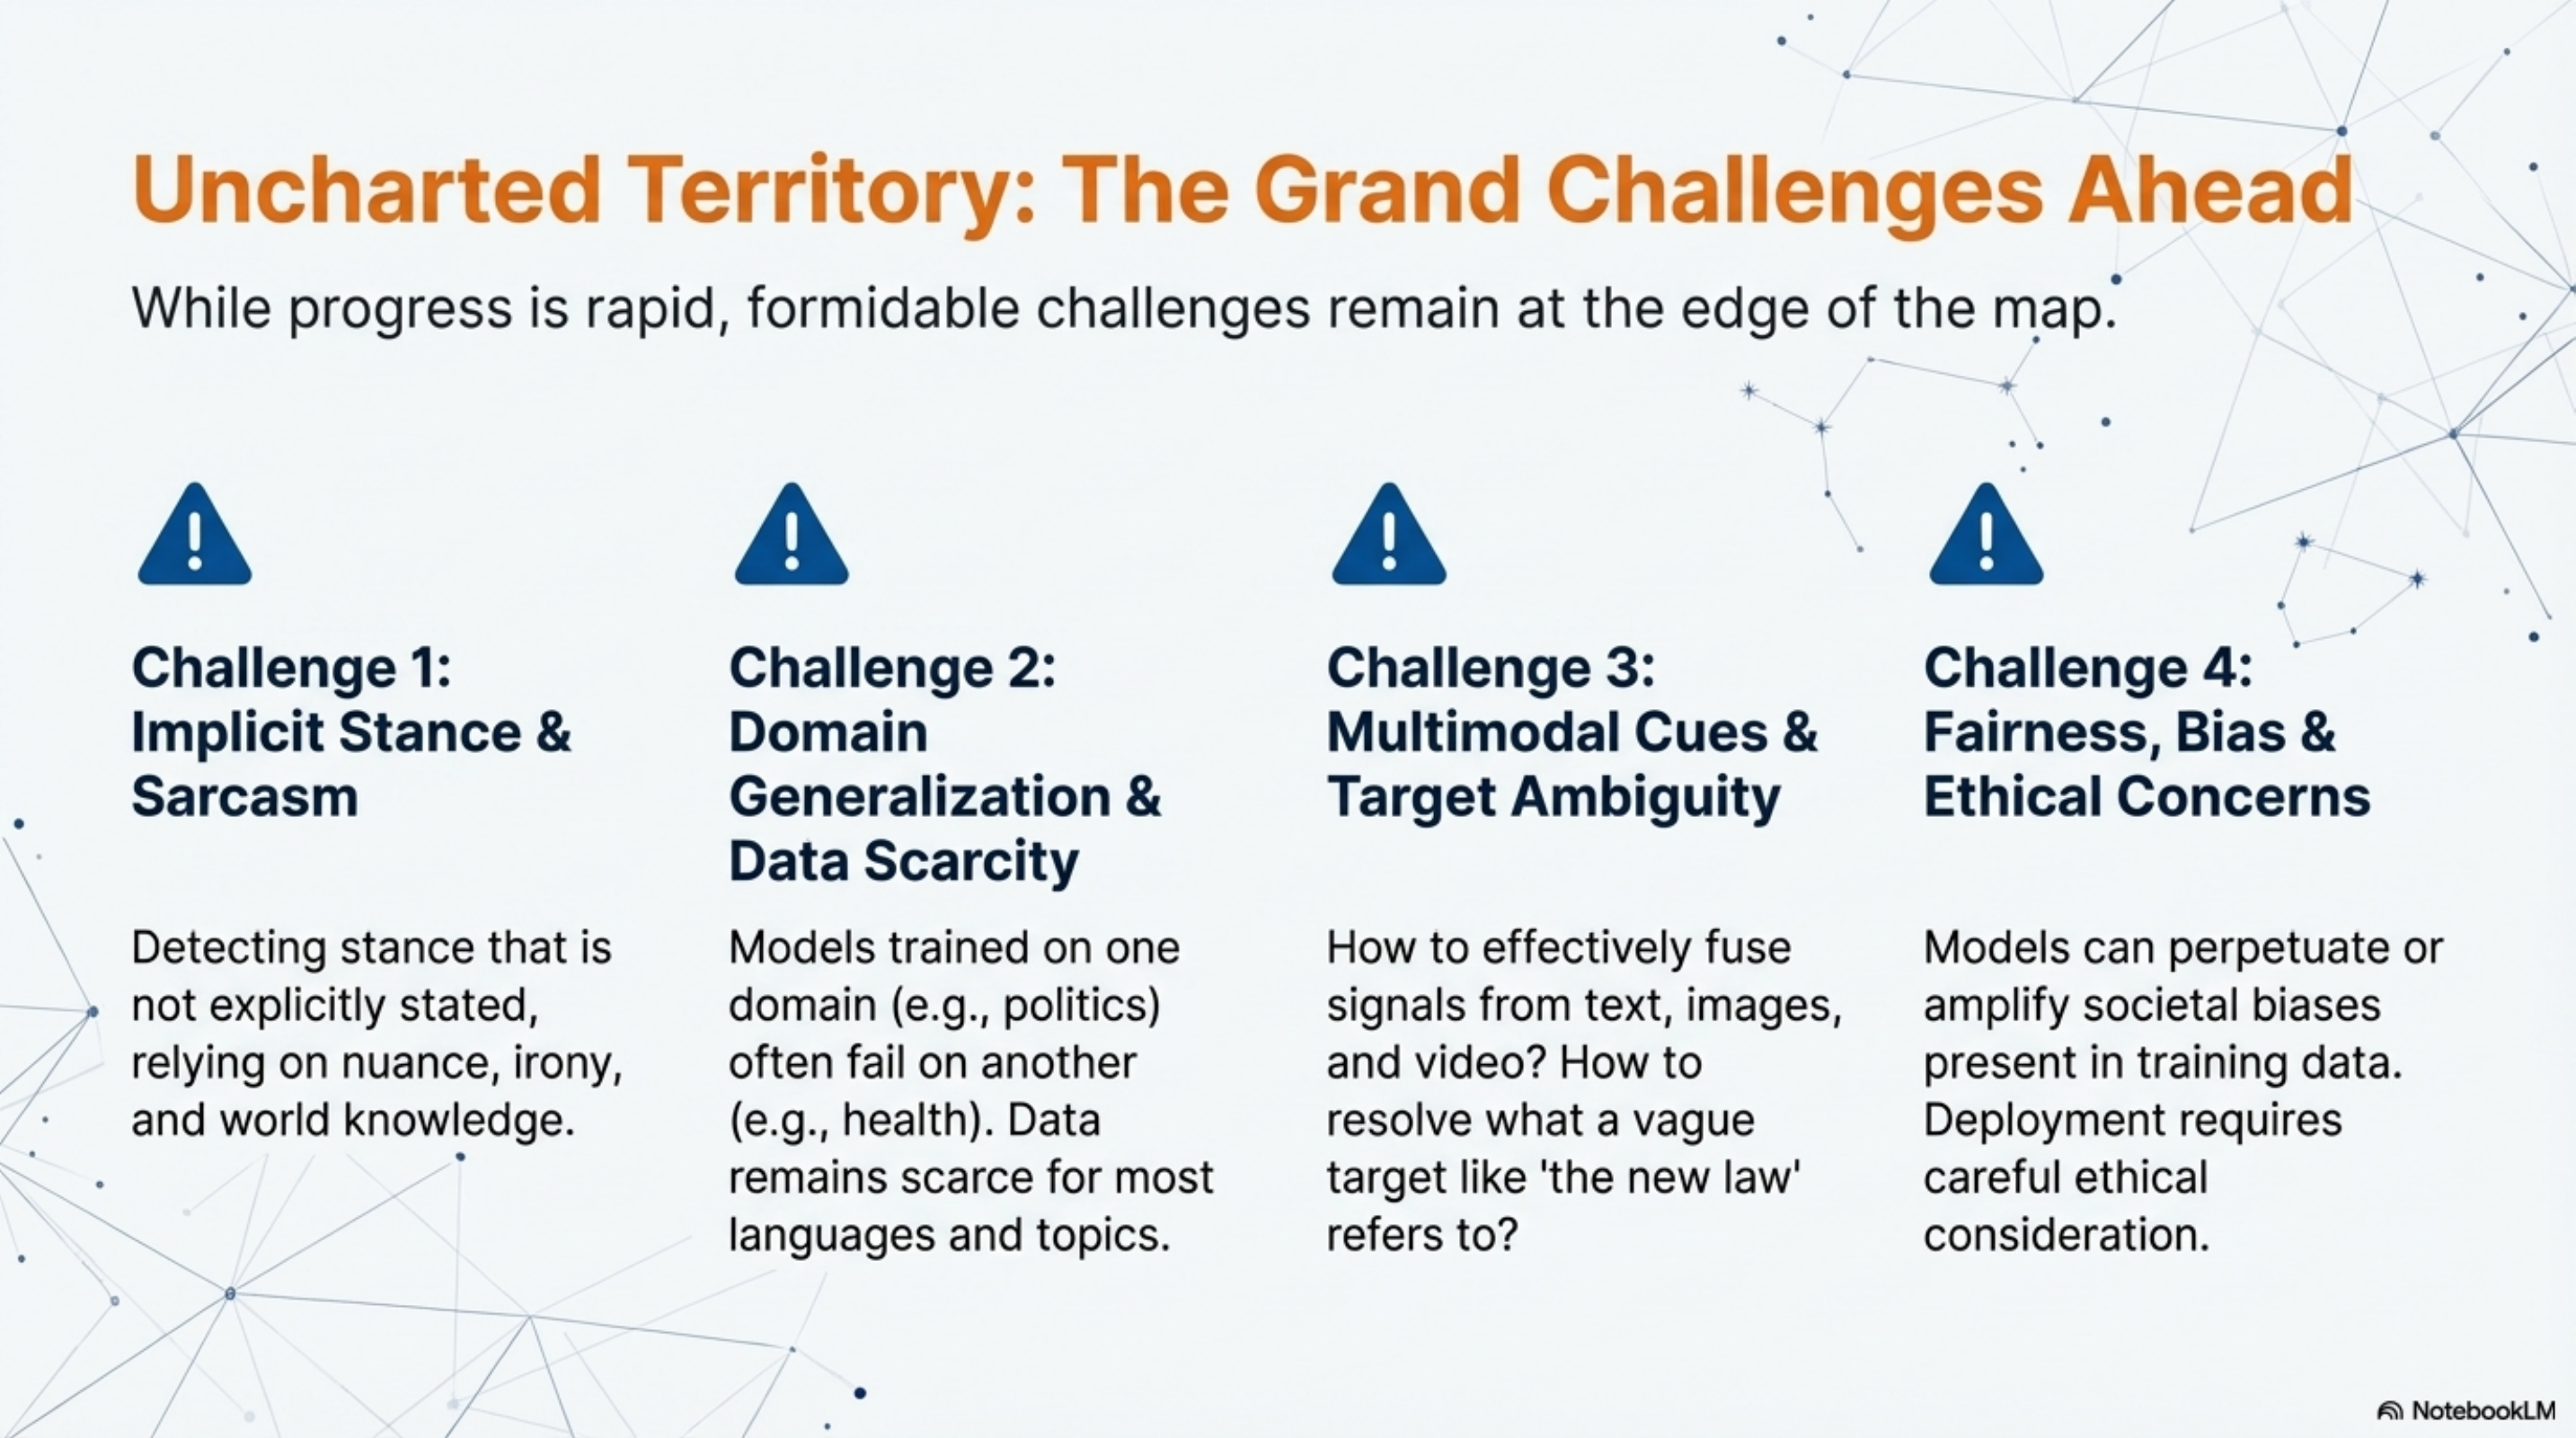 Uncharted Territory: The Grand Challenges Ahead
While progress is rapid, formidable challenges remain at the edge of the map.
Challenge 1:
Implicit Stance &
Sarcasm
Detecting stance that is
not explicitly stated,
relying on nuance, irony,
and world knowledge.
Challenge 2:
Domain
Generalization &
Data Scarcity
Models trained on one
domain (e.g., politics)
often fail on another
(e.g., health). Data
remains scarce for most
languages and topics.
Challenge 3:
Multimodal Cues &
Target Ambiguity
How to effectively fuse
signals from text, images,
and video? How to
resolve what a vague
target like 'the new law'
refers to?
Challenge 4:
Fairness, Bias &
Ethical Concerns
Models can perpetuate or
amplify societal biases
present in training data.
Deployment requires
careful ethical
consideration.
NotebookLM